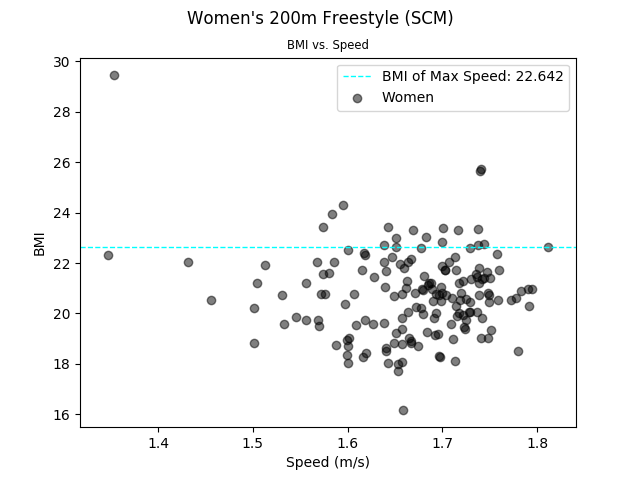 Women's 200m Freestyle (SCM)
BMI vs. Speed
BMI of Max Speed: 22.642
Women
BMI
30
28
26
24
22
20
18
16
1.4 1.5 1.6 1.7 1.8
Speed (m/s)